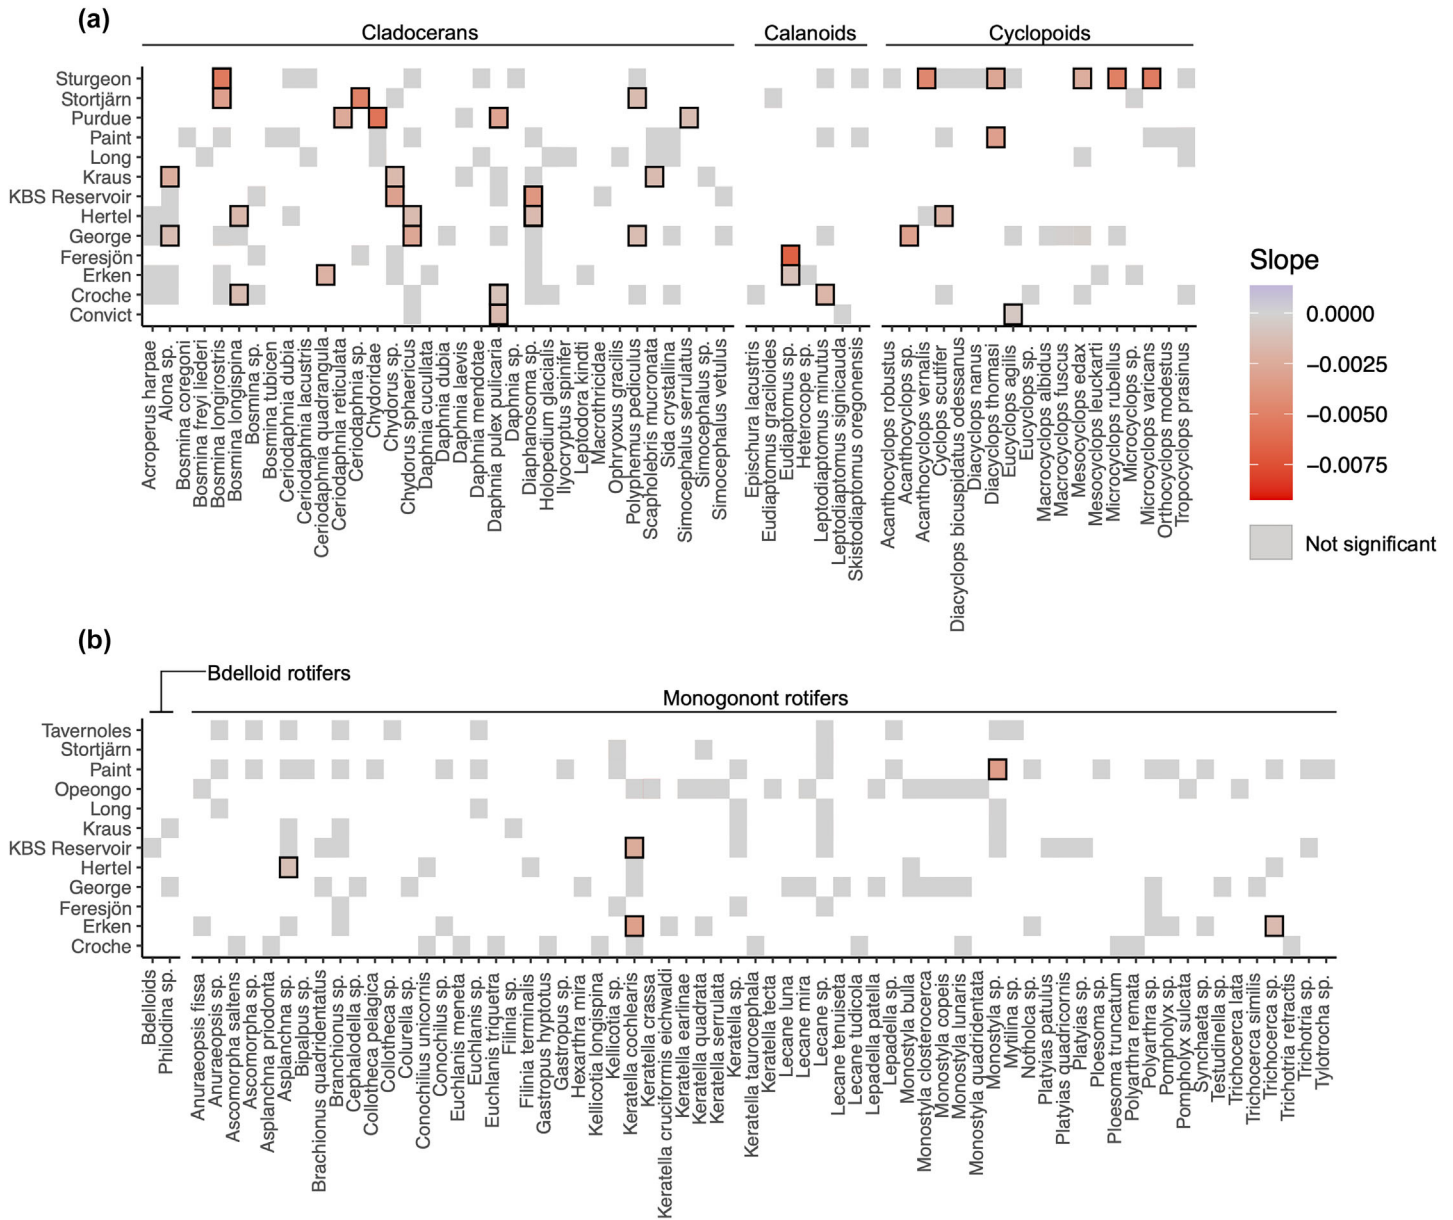 (a)
Cladocerans
Calanoids
Cyclopoids
Sturgeon
Stortjärn
Purdue
Paint
Long
Kraus
KBS Reservoir
Hertel
George
Feresjön
Erken
Croche
Convict
Acroperus harpae
Alona sp.
Bosmina coregoni
Bosmina freyi liederi
Bosmina longirostris
Bosmina longispina
Bosmina sp.
Bosmina tubicen
Ceriodaphnia dubia
Ceriodaphnia lacustris
Ceriodaphnia quadrangula
Ceriodaphnia reticulata
Ceriodaphnia sp.
Chydoridae
Chydorus sp.
Chydorus sphaericus
Daphnia cucullata
Daphnia dubia
Daphnia laevis
Daphnia mendotae
Daphnia pulex pulicaria
Daphnia sp.
Diaphanosoma sp.
Holopedium glacialis
Ilyocryptus spinifer
Leptodora kindti
Macrothricidae
Ophryoxus gracilis
Polyphemus pediculus
Scapholebris mucronata
Sida crystallina
Simocephalus serrulatus
Simocephalus sp.
Simocephalus vetulus
Epischura lacustris
Eudiaptomus graciloides
Eudiaptomus sp.
Heterocope sp.
Leptodiaptomus minutus
Leptodiaptomus signicauda
Skistodiaptomus oregonensis
Acanthocyclops robustus
Acanthocyclops sp.
Acanthocyclops vernalis
Cyclops scutifer
Diacyclops bicuspidatus odessanus
Diacyclops nanus
Diacyclops thomasi
Eucyclops agilis
Eucyclops sp.
Macrocyclops albidus
Macrocyclops fuscus
Mesocyclops edax
Mesocyclops leuckarti
Microcyclops rubellus
Microcyclops sp.
Microcyclops varicans
Orthocyclops modestus
Tropocyclops prasinus
Slope
0.0000
−0.0025
−0.0050
−0.0075
Not significant
(b)
Bdelloid rotifers
Monogonont rotifers
Tavernoles
Stortjärn
Paint
Opeongo
Long
Kraus
KBS Reservoir
Hertel
George
Feresjön
Erken
Croche
Bdelloids
Philodina sp.
Anuraeopsis fissa
Anuraeopsis sp.
Ascomorpha saltens
Ascomorpha sp.
Asplanchna priodonta
Asplanchna sp.
Bipalpus sp.
Brachionus quadridentatus
Branchionus sp.
Cephalodella sp.
Collotheca pelagica
Collotheca sp.
Colurella sp.
Conochilius unicornis
Conochilus sp.
Euchlanis meneta
Euchlanis sp.
Euchlanis triquetra
Filinia sp.
Filinia terminalis
Gastropus hyptotus
Gastropus sp.
Hexarthra mira
Kellicotia longispina
Kellicotia sp.
Keratella cochlearis
Keratella crassa
Keratella cruciformis eichwaldi
Keratella earlinae
Keratella quadrata
Keratella serrulata
Keratella sp.
Keratella taurocephala
Keratella tecta
Lecane luna
Lecane mira
Lecane sp.
Lecane tenuiseta
Lecane tudicola
Lepadella patella
Lepadella sp.
Monostyla bulla
Monostyla closterocerca
Monostyla copeis
Monostyla lunaris
Monostyla quadridentata
Monostyla sp.
Mytilina sp.
Notholca sp.
Platyias patulus
Platyias quadricornis
Platyias sp.
Ploesoma sp.
Ploesoma truncatum
Polyarthra remata
Polyarthra sp.
Pompholyx sp.
Pompholyx sulcata
Synchaeta sp.
Testudinella sp.
Trichocerca lata
Trichocerca similis
Trichocerca sp.
Trichotria retractis
Trichotria sp.
Tylotrocha sp.